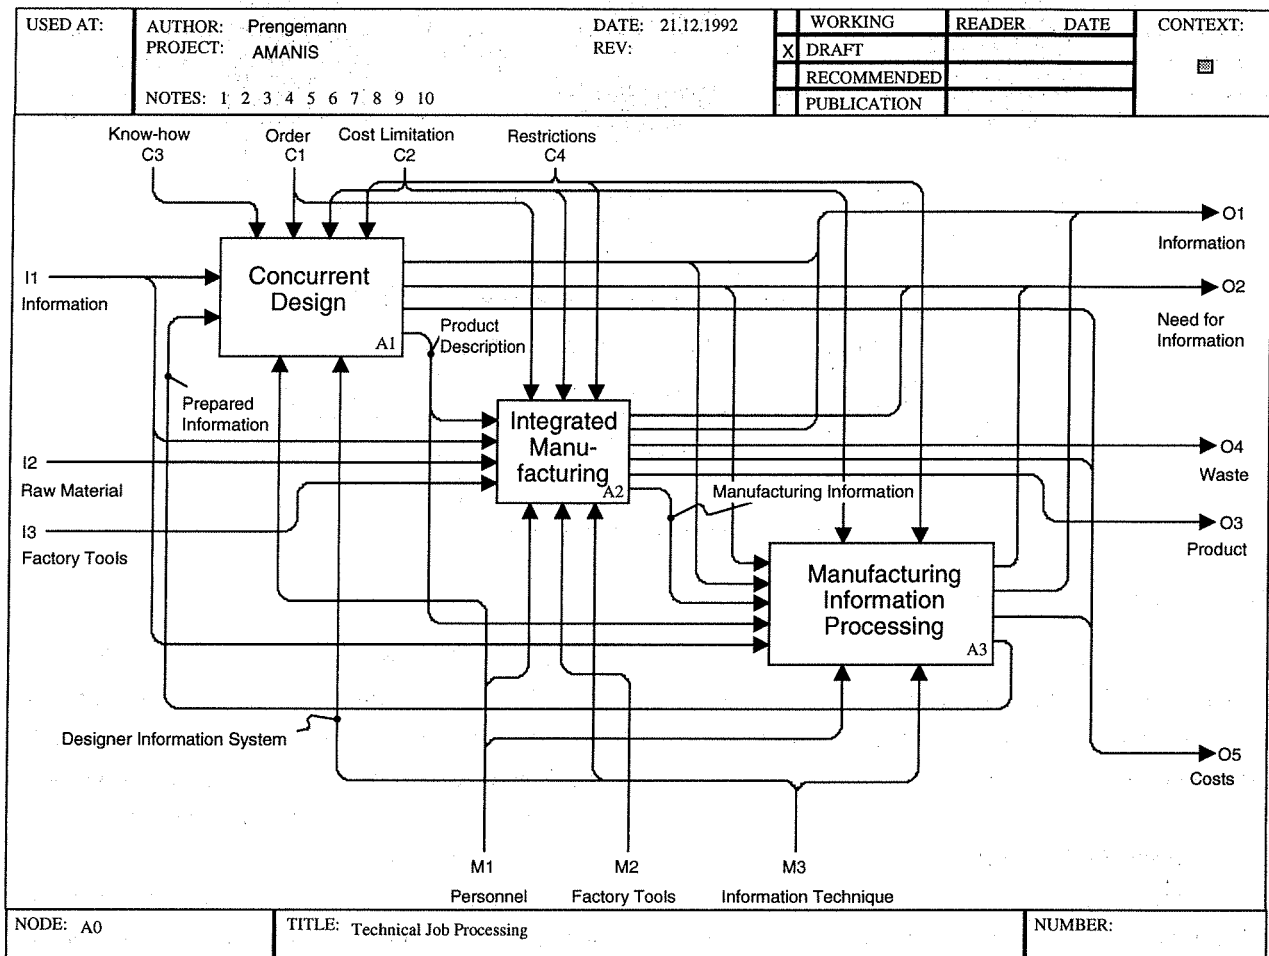 USED AT:
AUTHOR: Prengemann
PROJECT: AMANIS
DATE: 21.12.1992
REV:
NOTES: 1 2 3 4 5 6 7 8 9 10
WORKING
X DRAFT
RECOMMENDED
PUBLICATION
READER DATE
CONTEXT:
Know-how
C3
Order
C1
Cost Limitation
C2
Restrictions
C4
O1
Information
I1
Information
Concurrent
Design
A1
O2
Need for
Information
Product
Description
Prepared
Information
Integrated
Manu-
facturing
A2
O4
Waste
I2
Raw Material
Manufacturing Information
O3
Product
I3
Factory Tools
Manufacturing
Information
Processing
A3
Designer Information System
O5
Costs
M1
Personnel
M2
Factory Tools
M3
Information Technique
NODE: A0
TITLE: Technical Job Processing
NUMBER: